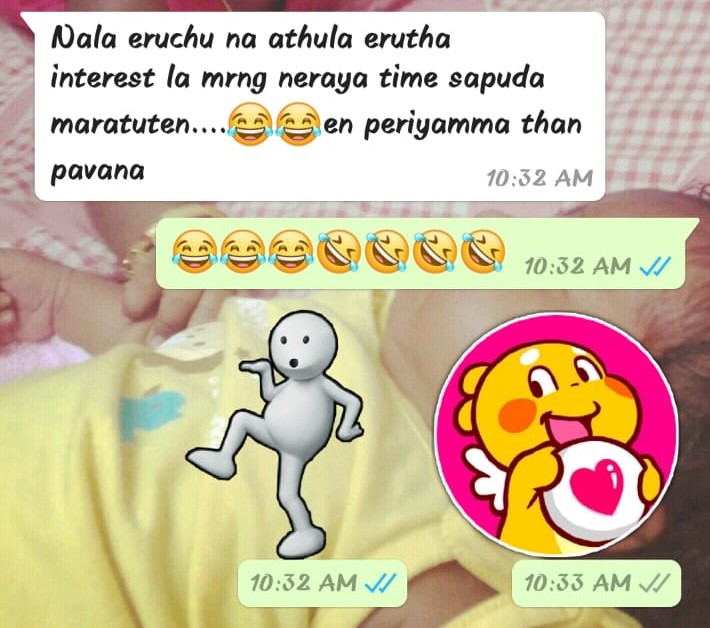 Nala eruchu na athula erutha
interest la mrng neraya time sapuda
maratuten....😂😂en periyamma than
pavana
10:32 AM
😂😂😂🤣🤣🤣🤣 10:32 AM
10:32 AM
10:33 AM